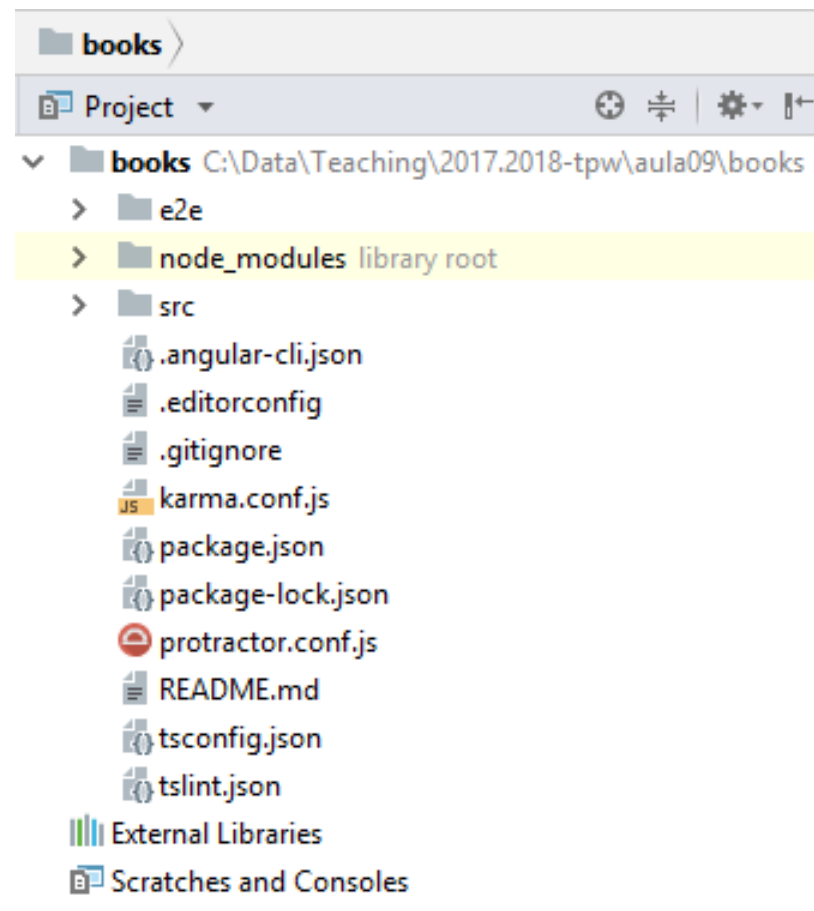 books
Project
books C:\Data\Teaching\2017.2018-tpw\aula09\books
e2e
node_modules library root
src
.angular-cli.json
.editorconfig
.gitignore
JS karma.conf.js
package.json
package-lock.json
protractor.conf.js
README.md
tsconfig.json
tslint.json
External Libraries
Scratches and Consoles